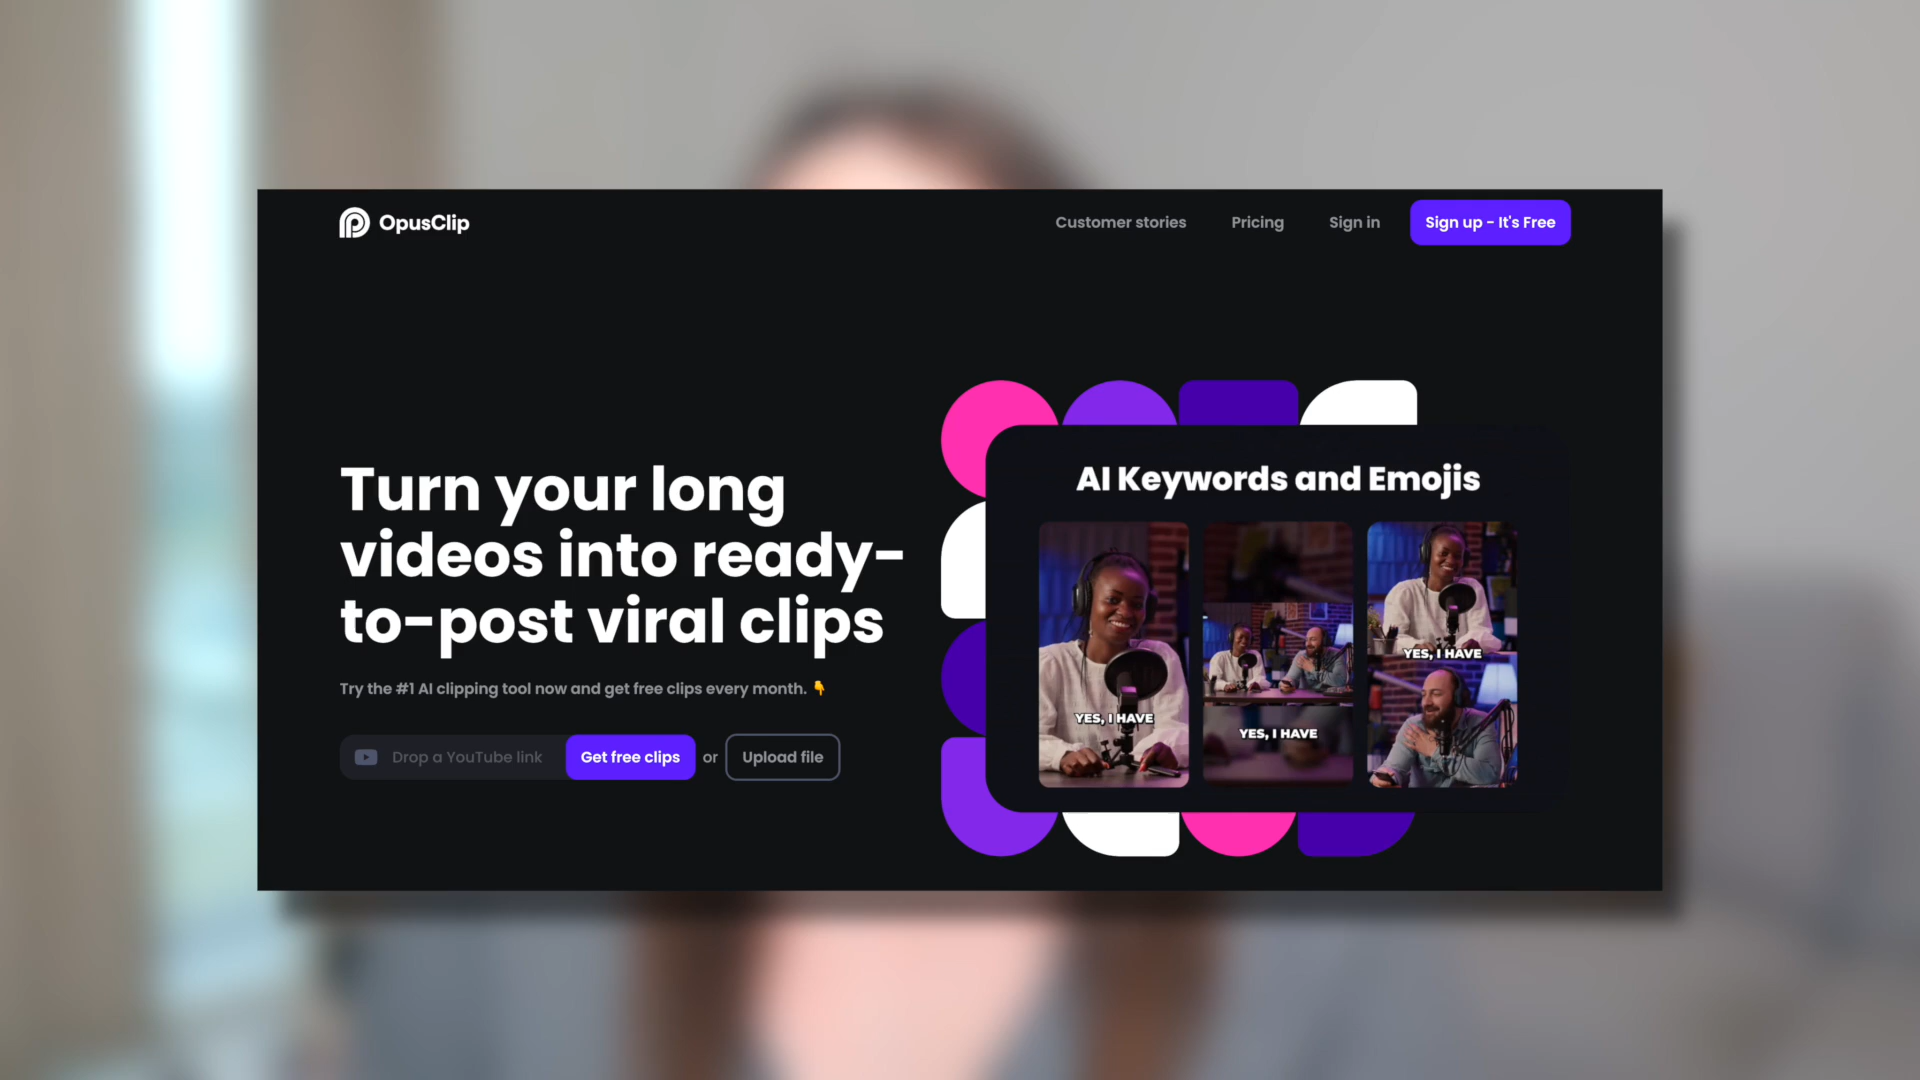 OpusClip
Customer stories
Pricing
Sign in
Sign up - It's Free
Turn your long
videos into ready-
to-post viral clips
Try the #1 AI clipping tool now and get free clips every month. 👇
Drop a YouTube link
Get free clips
or
Upload file
AI Keywords and Emojis
YES, I HAVE
YES, I HAVE
YES, I HAVE